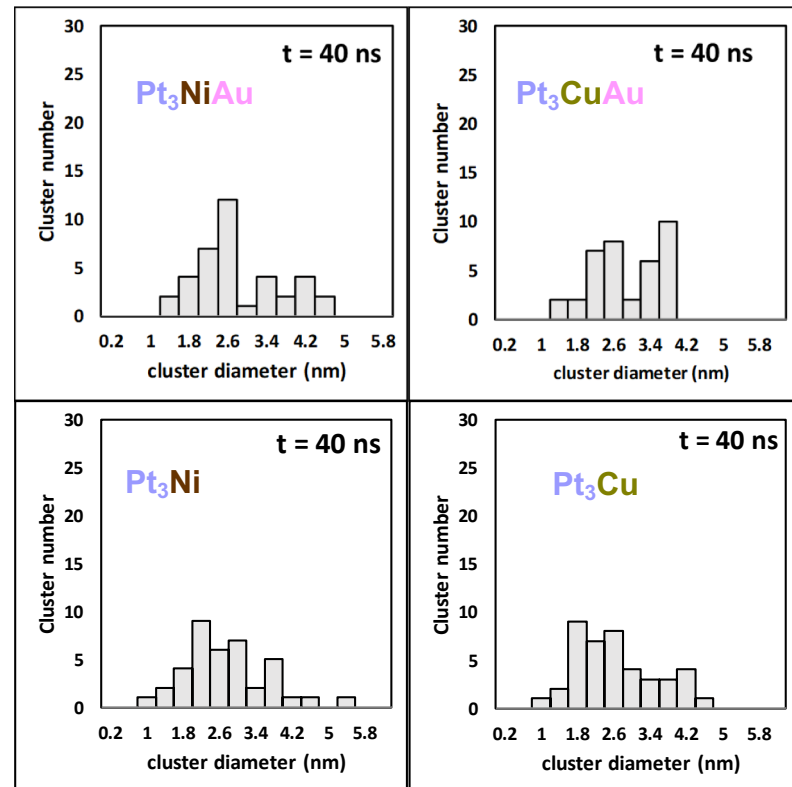 30
25
20
15
10
5
0
Cluster number
t = 40 ns
Pt₃NiAu
0.2 1 1.8 2.6 3.4 4.2 5 5.8
cluster diameter (nm)
30
25
20
15
10
5
0
Cluster number
t = 40 ns
Pt₃CuAu
0.2 1 1.8 2.6 3.4 4.2 5 5.8
cluster diameter (nm)
30
25
20
15
10
5
0
Cluster number
t = 40 ns
Pt₃Ni
0.2 1 1.8 2.6 3.4 4.2 5 5.8
cluster diameter (nm)
30
25
20
15
10
5
0
Cluster number
t = 40 ns
Pt₃Cu
0.2 1 1.8 2.6 3.4 4.2 5 5.8
cluster diameter (nm)